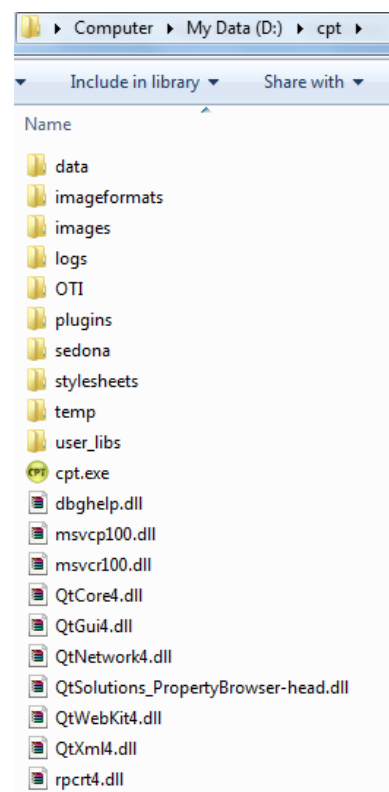 Computer ▸ My Data (D:) ▸ cpt ▸
Include in library ▾ Share with ▾
Name
data
imageformats
images
logs
OTI
plugins
sedona
stylesheets
temp
user_libs
CPT cpt.exe
dbghelp.dll
msvcp100.dll
msvcr100.dll
QtCore4.dll
QtGui4.dll
QtNetwork4.dll
QtSolutions_PropertyBrowser-head.dll
QtWebKit4.dll
QtXml4.dll
rpcrt4.dll